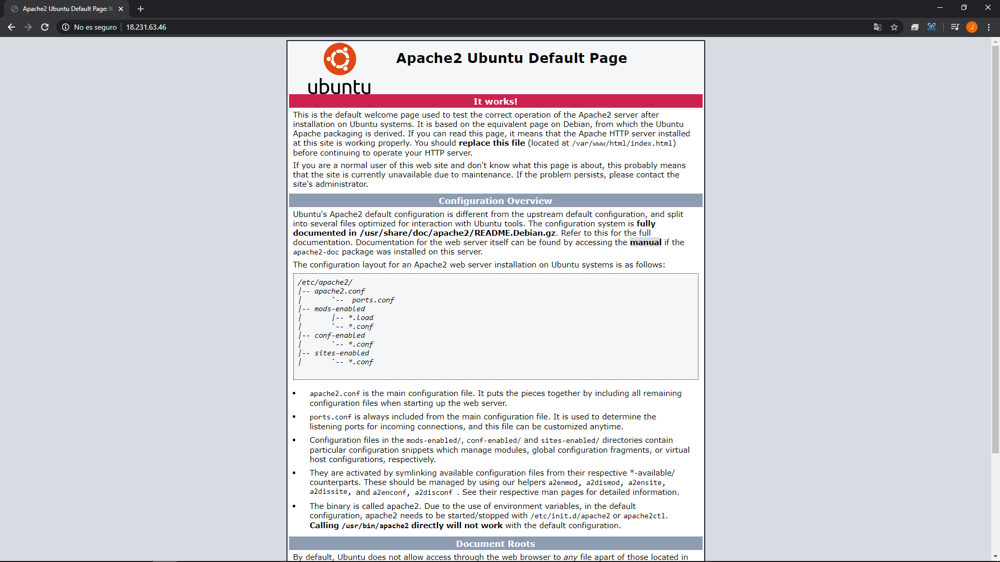 Apache2 Ubuntu Default Page: It
No es seguro
18.231.63.46
J
ubuntu
Apache2 Ubuntu Default Page
It works!
This is the default welcome page used to test the correct operation of the Apache2 server after
installation on Ubuntu systems. It is based on the equivalent page on Debian, from which the Ubuntu
Apache packaging is derived. If you can read this page, it means that the Apache HTTP server installed
at this site is working properly. You should replace this file (located at /var/www/html/index.html)
before continuing to operate your HTTP server.
If you are a normal user of this web site and don't know what this page is about, this probably means
that the site is currently unavailable due to maintenance. If the problem persists, please contact the
site's administrator.
Configuration Overview
Ubuntu's Apache2 default configuration is different from the upstream default configuration, and split
into several files optimized for interaction with Ubuntu tools. The configuration system is fully
documented in /usr/share/doc/apache2/README.Debian.gz. Refer to this for the full
documentation. Documentation for the web server itself can be found by accessing the manual if the
apache2-doc package was installed on this server.
The configuration layout for an Apache2 web server installation on Ubuntu systems is as follows:
/etc/apache2/
|-- apache2.conf
|       `--  ports.conf
|-- mods-enabled
|       |-- *.load
|       `-- *.conf
|-- conf-enabled
|       `-- *.conf
|-- sites-enabled
|       `-- *.conf
• apache2.conf is the main configuration file. It puts the pieces together by including all remaining
configuration files when starting up the web server.
• ports.conf is always included from the main configuration file. It is used to determine the
listening ports for incoming connections, and this file can be customized anytime.
• Configuration files in the mods-enabled/, conf-enabled/ and sites-enabled/ directories contain
particular configuration snippets which manage modules, global configuration fragments, or virtual
host configurations, respectively.
• They are activated by symlinking available configuration files from their respective *-available/
counterparts. These should be managed by using our helpers a2enmod, a2dismod, a2ensite,
a2dissite, and a2enconf, a2disconf . See their respective man pages for detailed information.
• The binary is called apache2. Due to the use of environment variables, in the default
configuration, apache2 needs to be started/stopped with /etc/init.d/apache2 or apache2ctl.
Calling /usr/bin/apache2 directly will not work with the default configuration.
Document Roots
By default, Ubuntu does not allow access through the web browser to any file apart of those located in